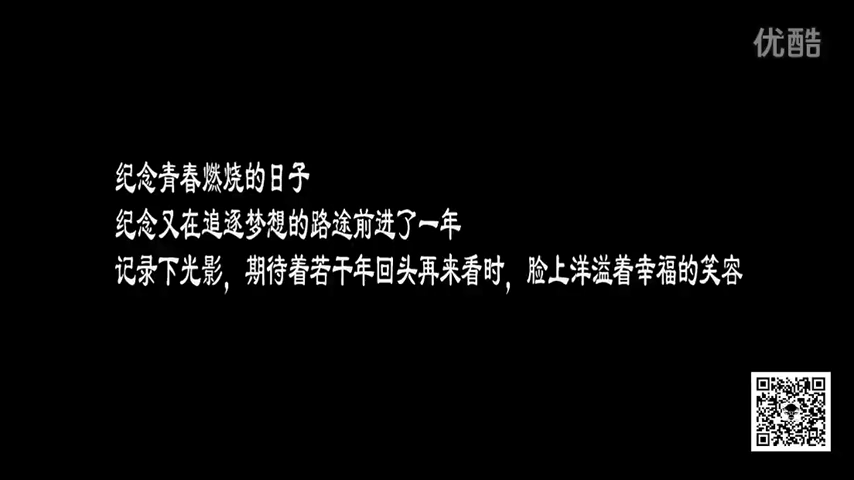 优酷
纪念青春燃烧的日子
纪念又在追逐梦想的路途前进了一年
记录下光影，期待着若干年回头再来看时，脸上洋溢着幸福的笑容